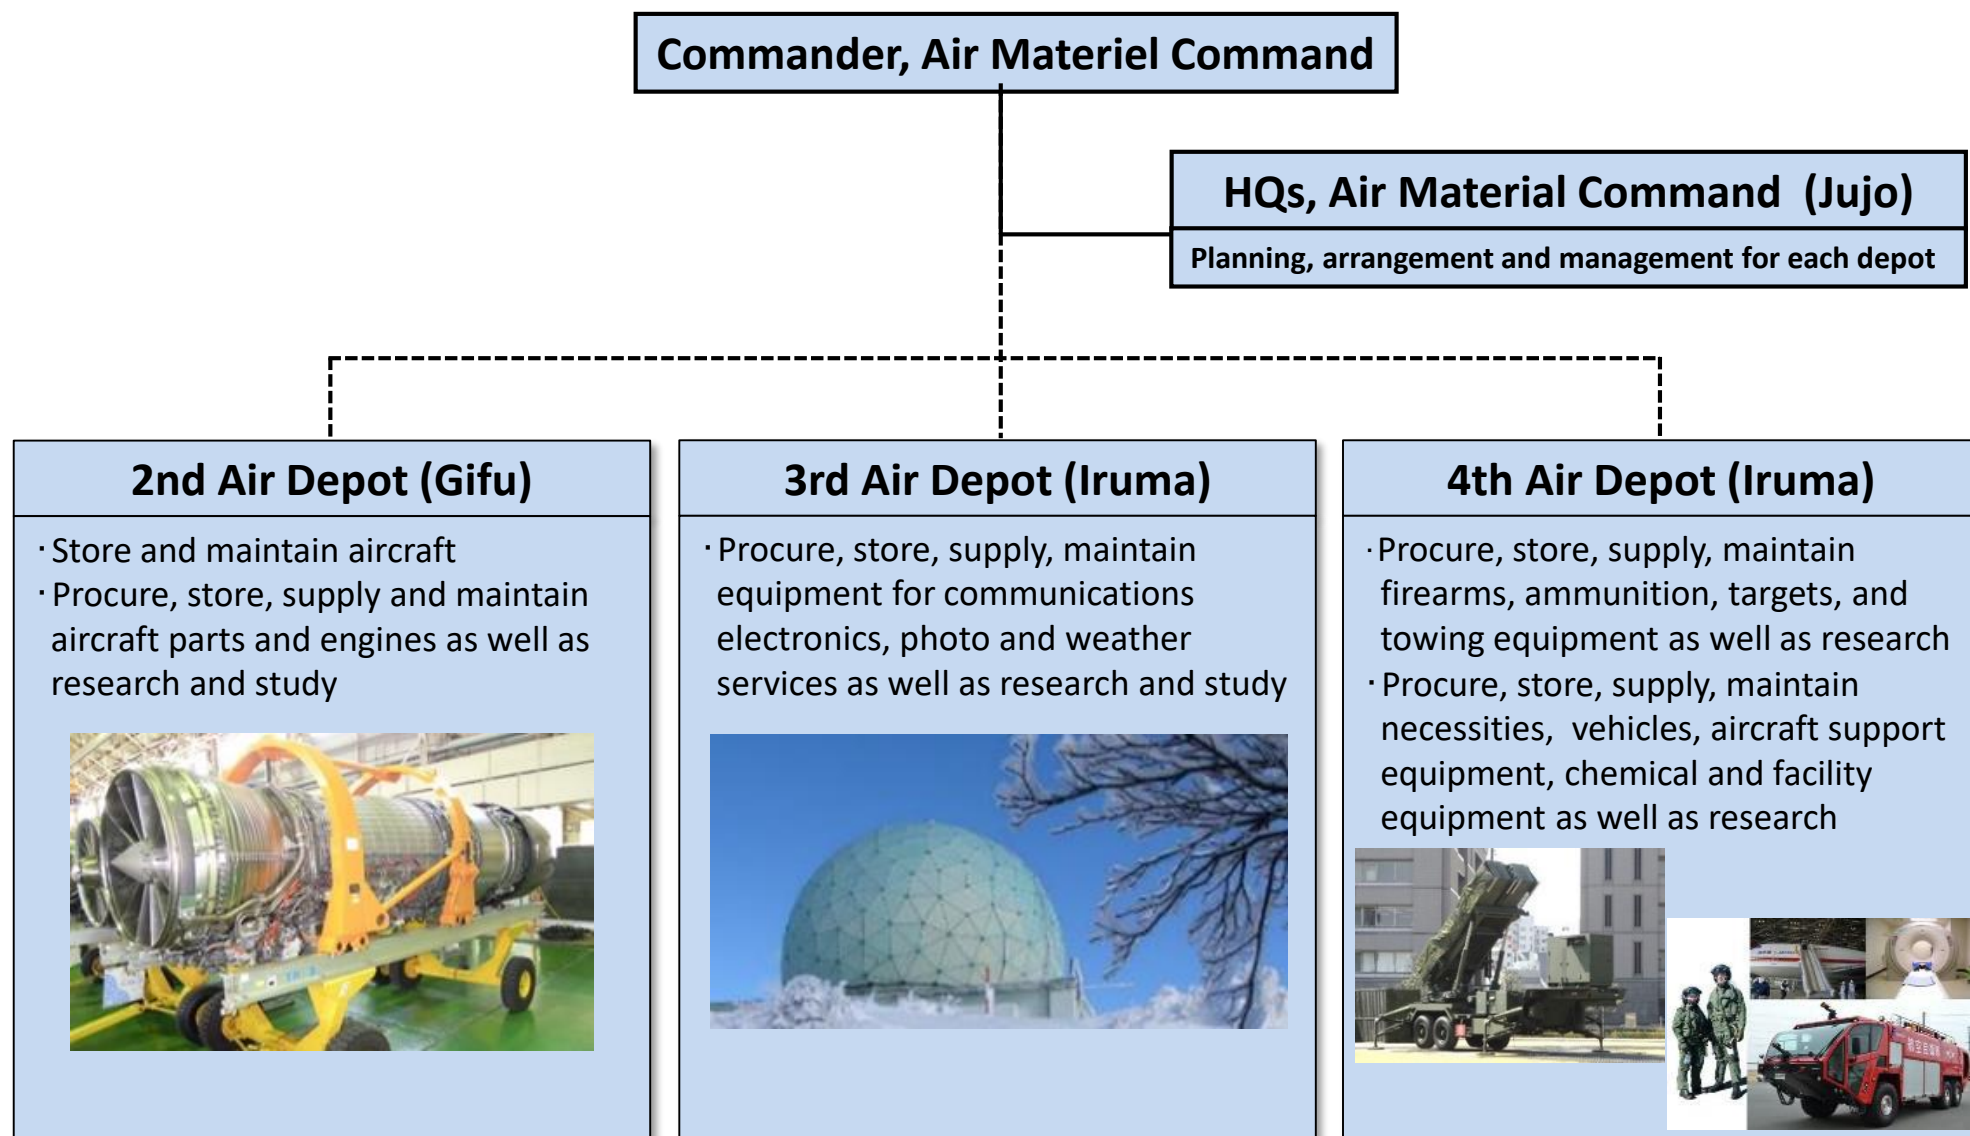 Commander, Air Materiel Command
HQs, Air Material Command (Jujo)
Planning, arrangement and management for each depot
2nd Air Depot (Gifu)
・Store and maintain aircraft
・Procure, store, supply and maintain
aircraft parts and engines as well as
research and study
3rd Air Depot (Iruma)
・Procure, store, supply, maintain
equipment for communications
electronics, photo and weather
services as well as research and study
4th Air Depot (Iruma)
・Procure, store, supply, maintain
firearms, ammunition, targets, and
towing equipment as well as research
・Procure, store, supply, maintain
necessities, vehicles, aircraft support
equipment, chemical and facility
equipment as well as research